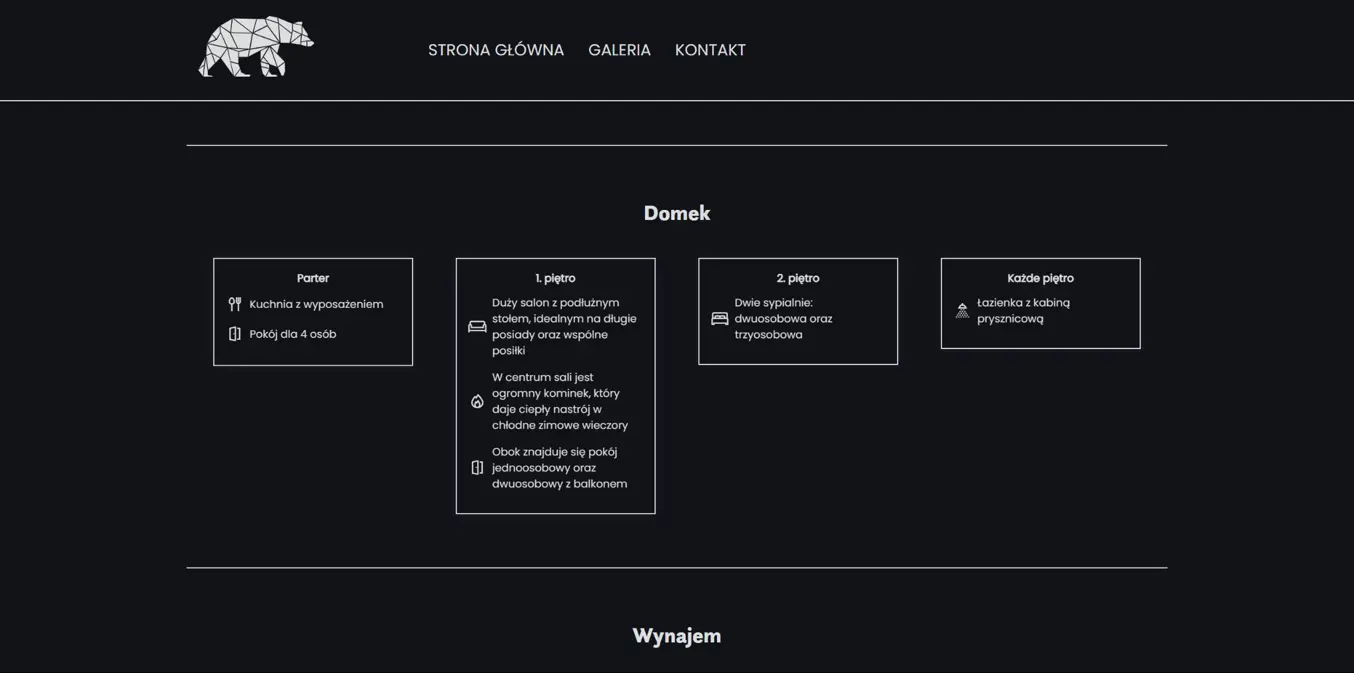 STRONA GŁÓWNA GALERIA KONTAKT
Domek
Parter
Kuchnia z wyposażeniem
Pokój dla 4 osób
1. piętro
Duży salon z podłużnym
stołem, idealnym na długie
posiady oraz wspólne
posiłki
W centrum sali jest
ogromny kominek, który
daje ciepły nastrój w
chłodne zimowe wieczory
Obok znajduje się pokój
jednoosobowy oraz
dwuosobowy z balkonem
2. piętro
Dwie sypialnie:
dwuosobowa oraz
trzyosobowa
Każde piętro
Łazienka z kabiną
prysznicową
Wynajem